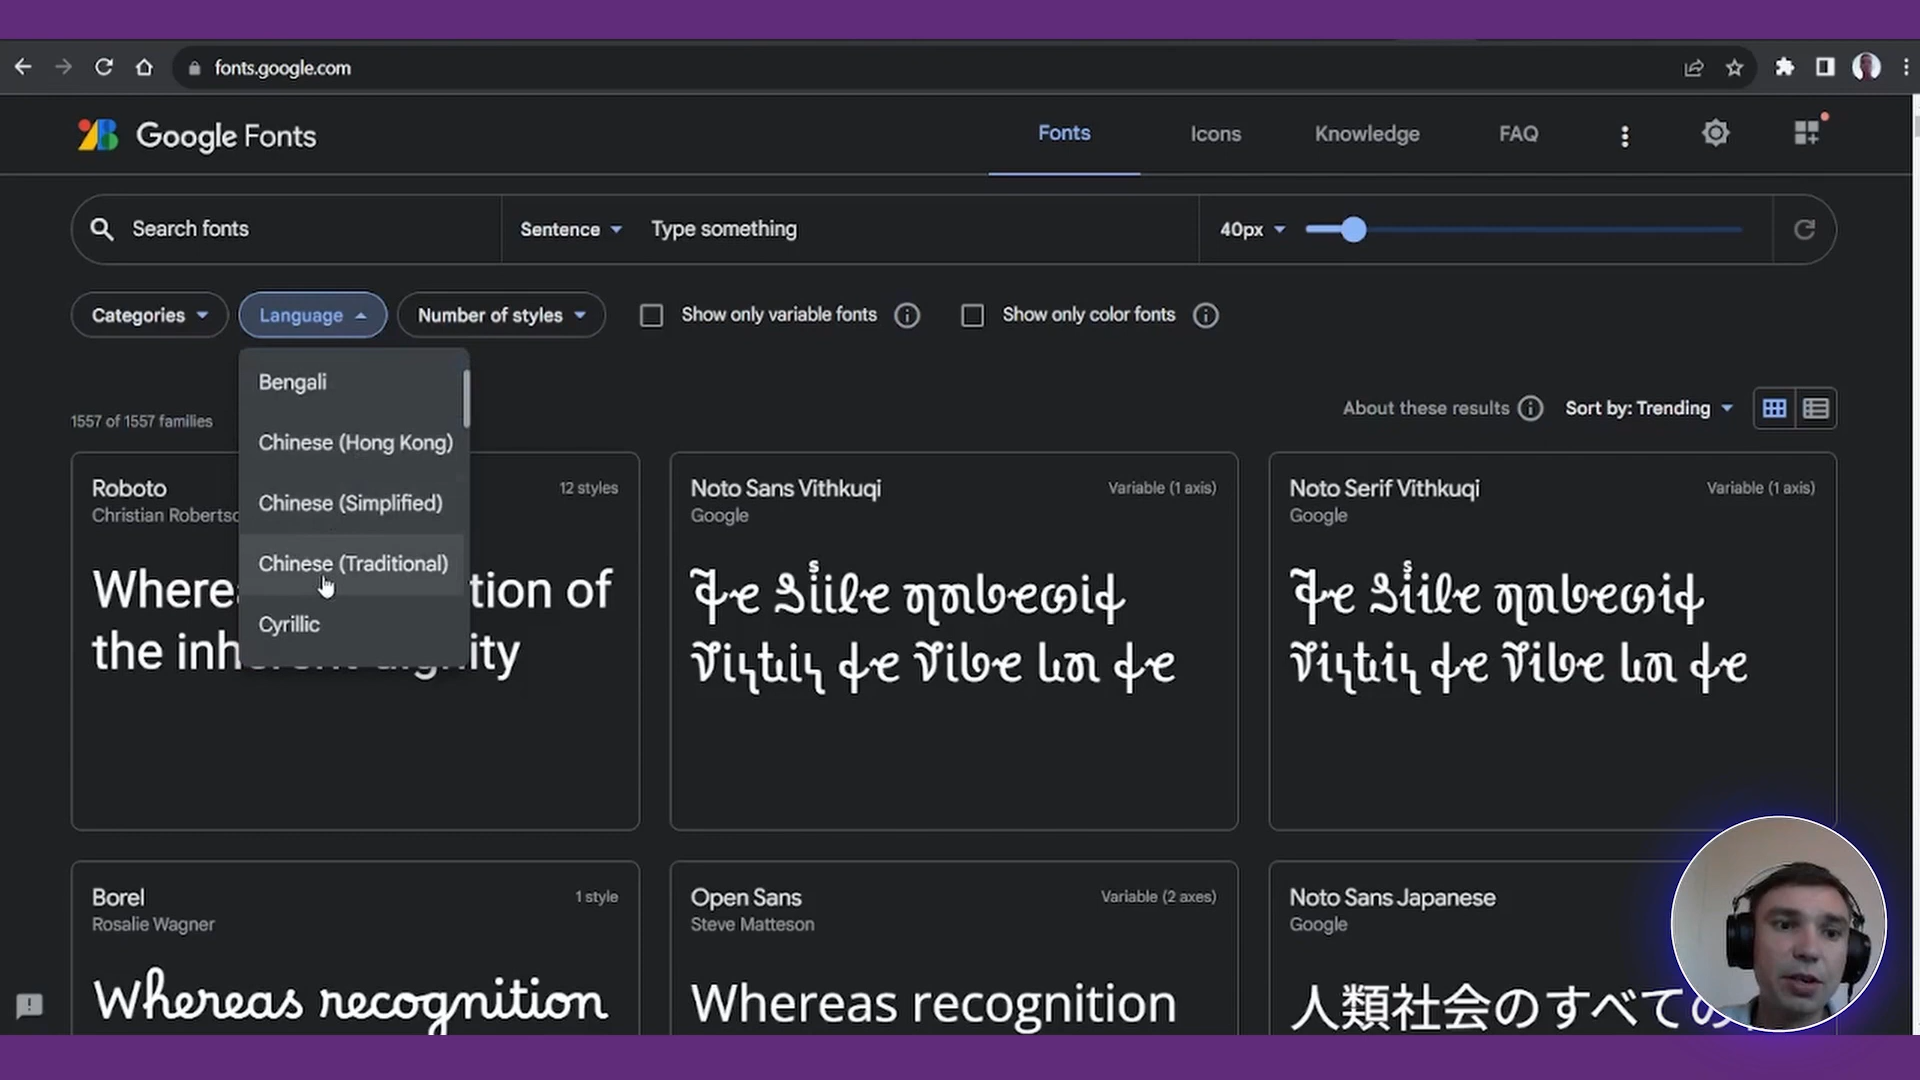 fonts.google.com
Google Fonts
Fonts
Icons
Knowledge
FAQ
Search fonts
Sentence
Type something
40px
Categories
Language
Number of styles
Show only variable fonts
Show only color fonts
Bengali
Chinese (Hong Kong)
Chinese (Simplified)
Chinese (Traditional)
Cyrillic
1557 of 1557 families
About these results
Sort by: Trending
Roboto
12 styles
Christian Robertso
Where
tion of
the inherent dignity
Noto Sans Vithkuqi
Variable (1 axis)
Google
Noto Serif Vithkuqi
Variable (1 axis)
Google
Borel
1 style
Rosalie Wagner
Whereas recognition
Open Sans
Variable (2 axes)
Steve Matteson
Whereas recognition
Noto Sans Japanese
Google
人類社会のすべての